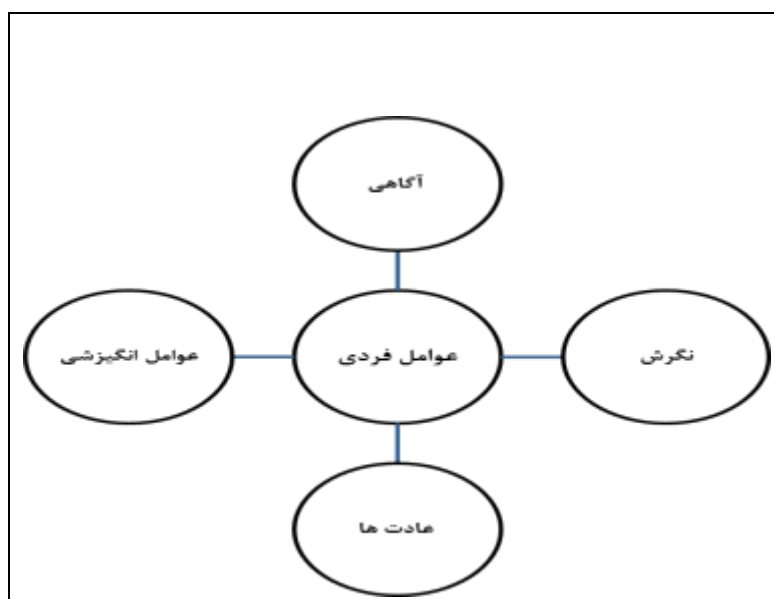 آگاهی
نگرش
عوامل فردی
عوامل انگیزشی
عادت ها